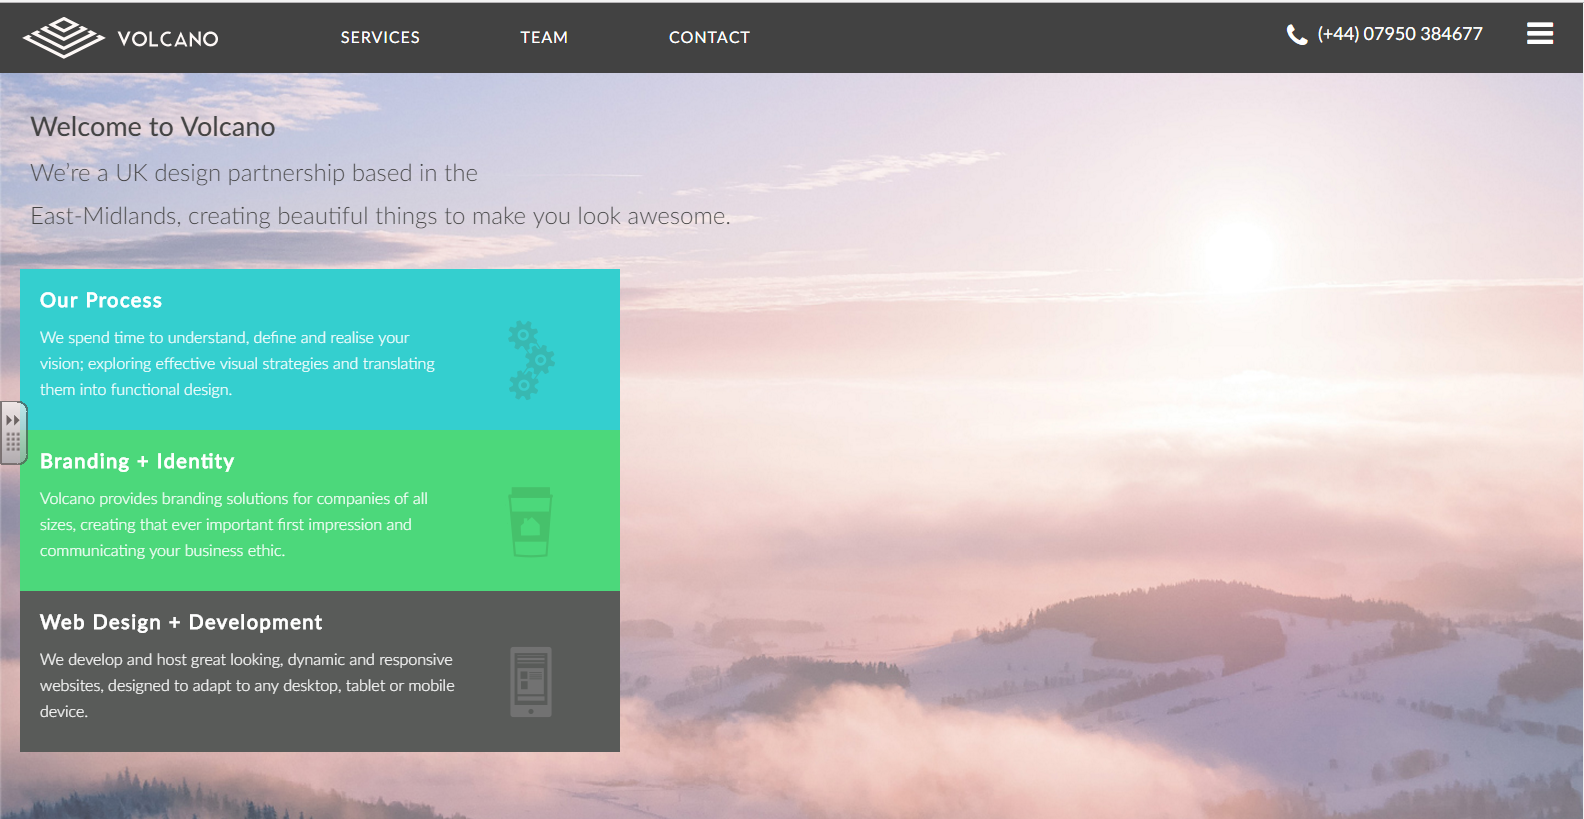 VOLCANO
SERVICES
TEAM
CONTACT
(+44) 07950 384677
Welcome to Volcano
We’re a UK design partnership based in the
East-Midlands, creating beautiful things to make you look awesome.
Our Process
We spend time to understand, define and realise your
vision; exploring effective visual strategies and translating
them into functional design.
Branding + Identity
Volcano provides branding solutions for companies of all
sizes, creating that ever important first impression and
communicating your business ethic.
Web Design + Development
We develop and host great looking, dynamic and responsive
websites, designed to adapt to any desktop, tablet or mobile
device.